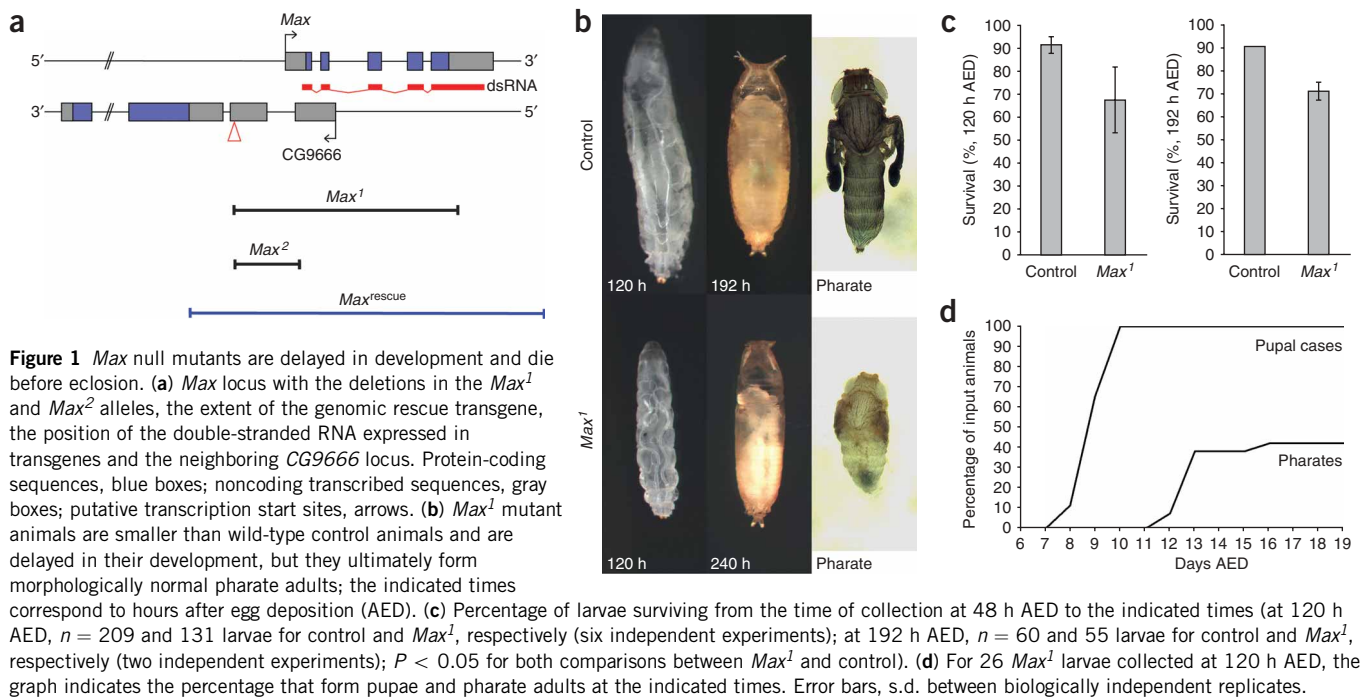 a
Max
5′
3′
dsRNA
3′
5′
CG9666
Max¹
Max²
Maxʳᵉˢᶜᵘᵉ
b
Control
120 h
192 h
Pharate
Max¹
120 h
240 h
Pharate
c
Survival (%, 120 h AED)
100
90
80
70
60
50
40
30
20
10
0
Control
Max¹
Survival (%, 192 h AED)
100
90
80
70
60
50
40
30
20
10
0
Control
Max¹
d
Percentage of input animals
100
90
80
70
60
50
40
30
20
10
0
Pupal cases
Pharates
6 7 8 9 10 11 12 13 14 15 16 17 18 19
Days AED
Figure 1 Max null mutants are delayed in development and die
before eclosion. (a) Max locus with the deletions in the Max¹
and Max² alleles, the extent of the genomic rescue transgene,
the position of the double-stranded RNA expressed in
transgenes and the neighboring CG9666 locus. Protein-coding
sequences, blue boxes; noncoding transcribed sequences, gray
boxes; putative transcription start sites, arrows. (b) Max¹ mutant
animals are smaller than wild-type control animals and are
delayed in their development, but they ultimately form
morphologically normal pharate adults; the indicated times
correspond to hours after egg deposition (AED). (c) Percentage of larvae surviving from the time of collection at 48 h AED to the indicated times (at 120 h
AED, n = 209 and 131 larvae for control and Max¹, respectively (six independent experiments); at 192 h AED, n = 60 and 55 larvae for control and Max¹,
respectively (two independent experiments); P < 0.05 for both comparisons between Max¹ and control). (d) For 26 Max¹ larvae collected at 120 h AED, the
graph indicates the percentage that form pupae and pharate adults at the indicated times. Error bars, s.d. between biologically independent replicates.